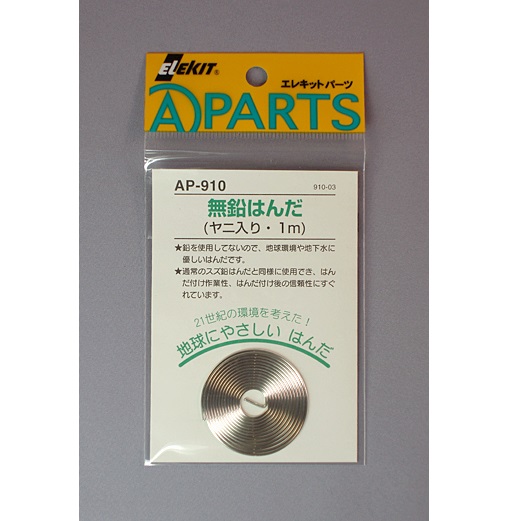 ELEKIT®
エレキットパーツ
A PARTS
AP-910
910-03
無鉛はんだ
(ヤニ入り・1m)
★鉛を使用してないので、地球環境や地下水に
優しいはんだです。
★通常のスズ鉛はんだと同様に使用でき、はん
だ付け作業性、はんだ付け後の信頼性にすぐ
れています。
21世紀の環境を考えた!
地球にやさしい はんだ